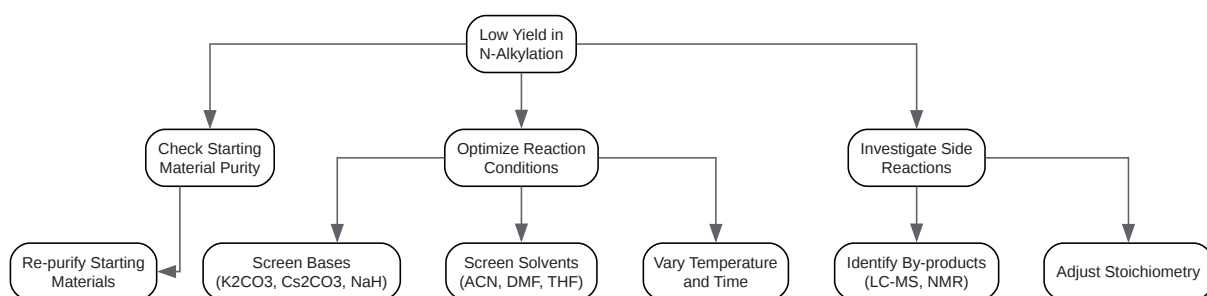 Low Yield in
N-Alkylation
Check Starting
Material Purity
Optimize Reaction
Conditions
Investigate Side
Reactions
Re-purify Starting
Materials
Screen Bases
(K2CO3, Cs2CO3, NaH)
Screen Solvents
(ACN, DMF, THF)
Vary Temperature
and Time
Identify By-products
(LC-MS, NMR)
Adjust Stoichiometry